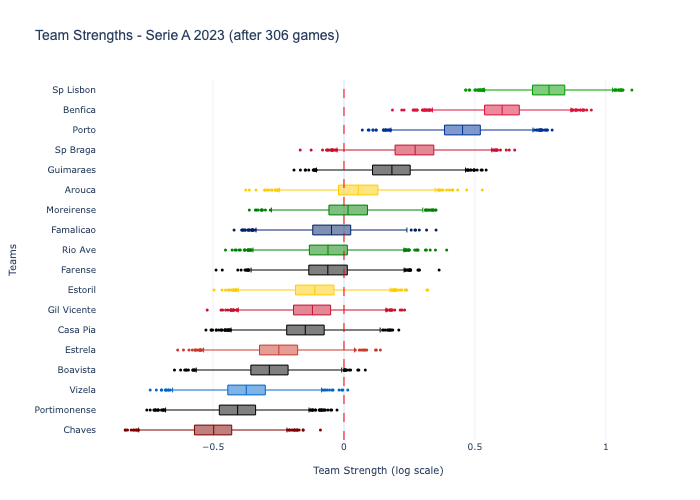 Team Strengths - Serie A 2023 (after 306 games)
Sp Lisbon
Benfica
Porto
Sp Braga
Guimaraes
Arouca
Moreirense
Famalicao
Rio Ave
Farense
Estoril
Gil Vicente
Casa Pia
Estrela
Boavista
Vizela
Portimonense
Chaves
Teams
−0.5 0 0.5 1
Team Strength (log scale)